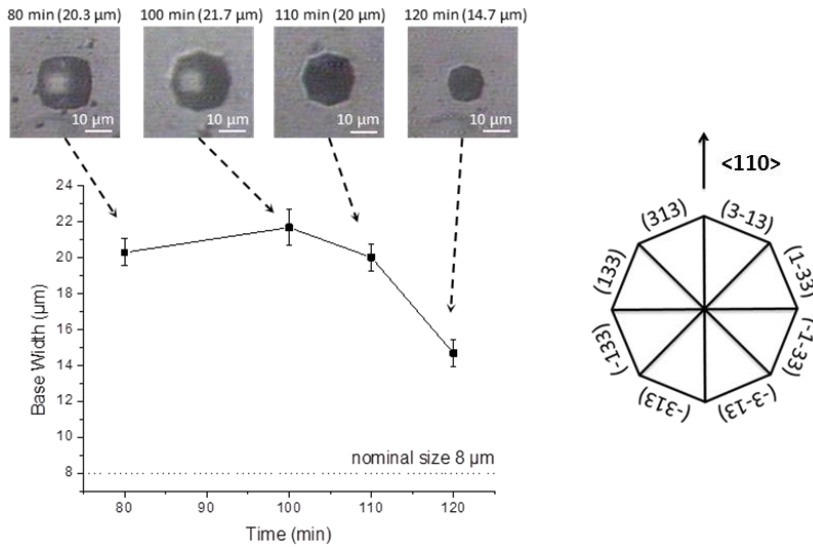 80 min (20.3 µm)
100 min (21.7 µm)
110 min (20 µm)
120 min (14.7 µm)
10 µm
10 µm
10 µm
10 µm
24
22
20
18
16
14
12
10
8
Base Width (µm)
nominal size 8 µm
80
90
100
110
120
Time (min)
<110>
(313)
(3-13)
(133)
(1-33)
(-133)
(-1-33)
(-313)
(-3-13)